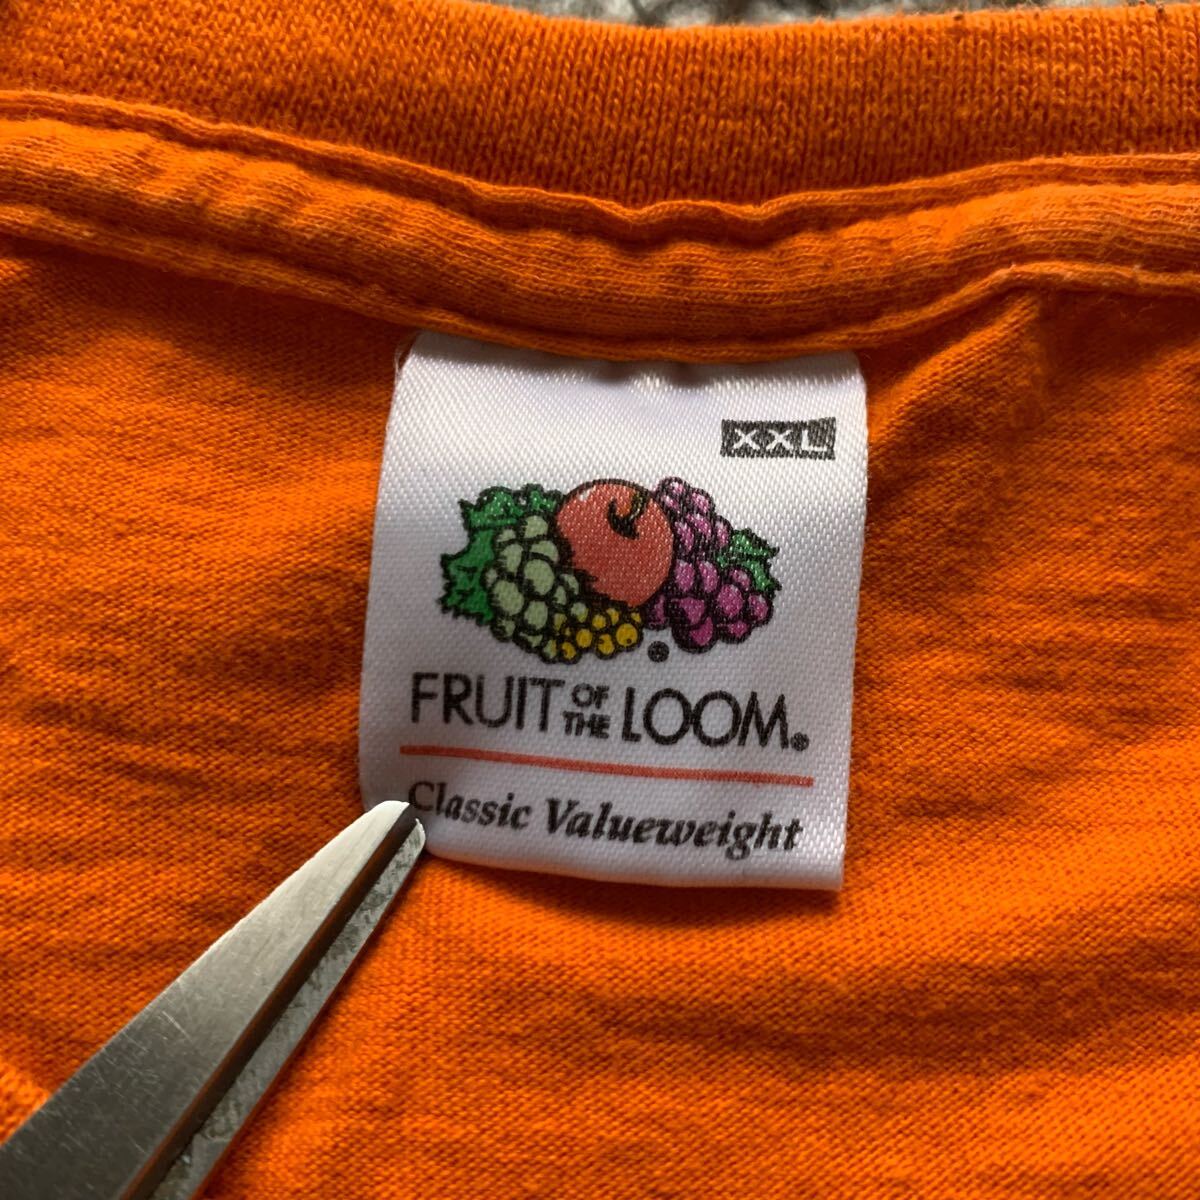 XXL
FRUIT OF THE LOOM®
Classic Valueweight